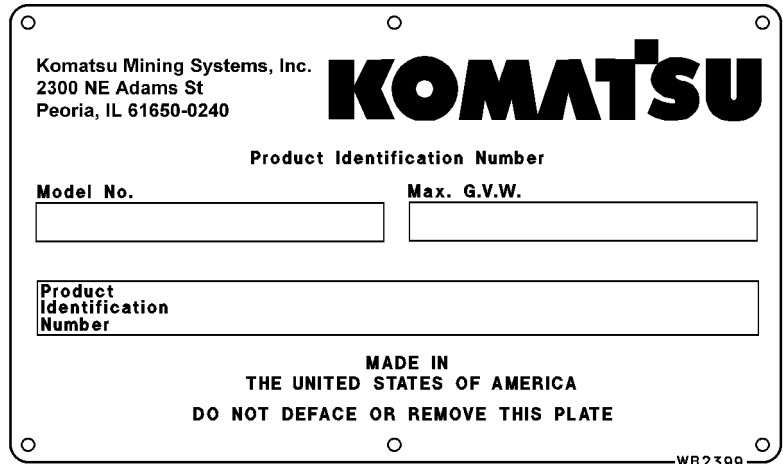 Komatsu Mining Systems, Inc.
2300 NE Adams St
Peoria, IL 61650-0240
KOMATSU
Product Identification Number
Model No.
Max. G.V.W.
Product
Identification
Number
MADE IN
THE UNITED STATES OF AMERICA
DO NOT DEFACE OR REMOVE THIS PLATE
WB2399